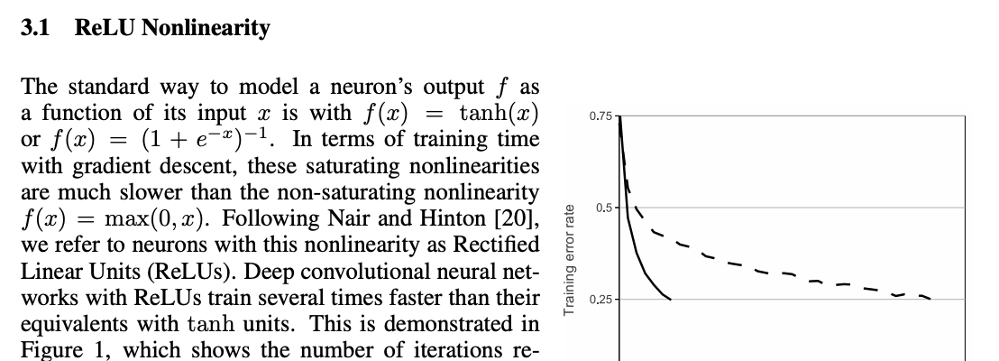 3.1 ReLU Nonlinearity
The standard way to model a neuron's output f as
a function of its input x is with f(x) = tanh(x)
or f(x) = (1 + e⁻ˣ)⁻¹. In terms of training time
with gradient descent, these saturating nonlinearities
are much slower than the non-saturating nonlinearity
f(x) = max(0, x). Following Nair and Hinton [20],
we refer to neurons with this nonlinearity as Rectified
Linear Units (ReLUs). Deep convolutional neural net-
works with ReLUs train several times faster than their
equivalents with tanh units. This is demonstrated in
Figure 1, which shows the number of iterations re-
0.75
0.5
0.25
Training error rate